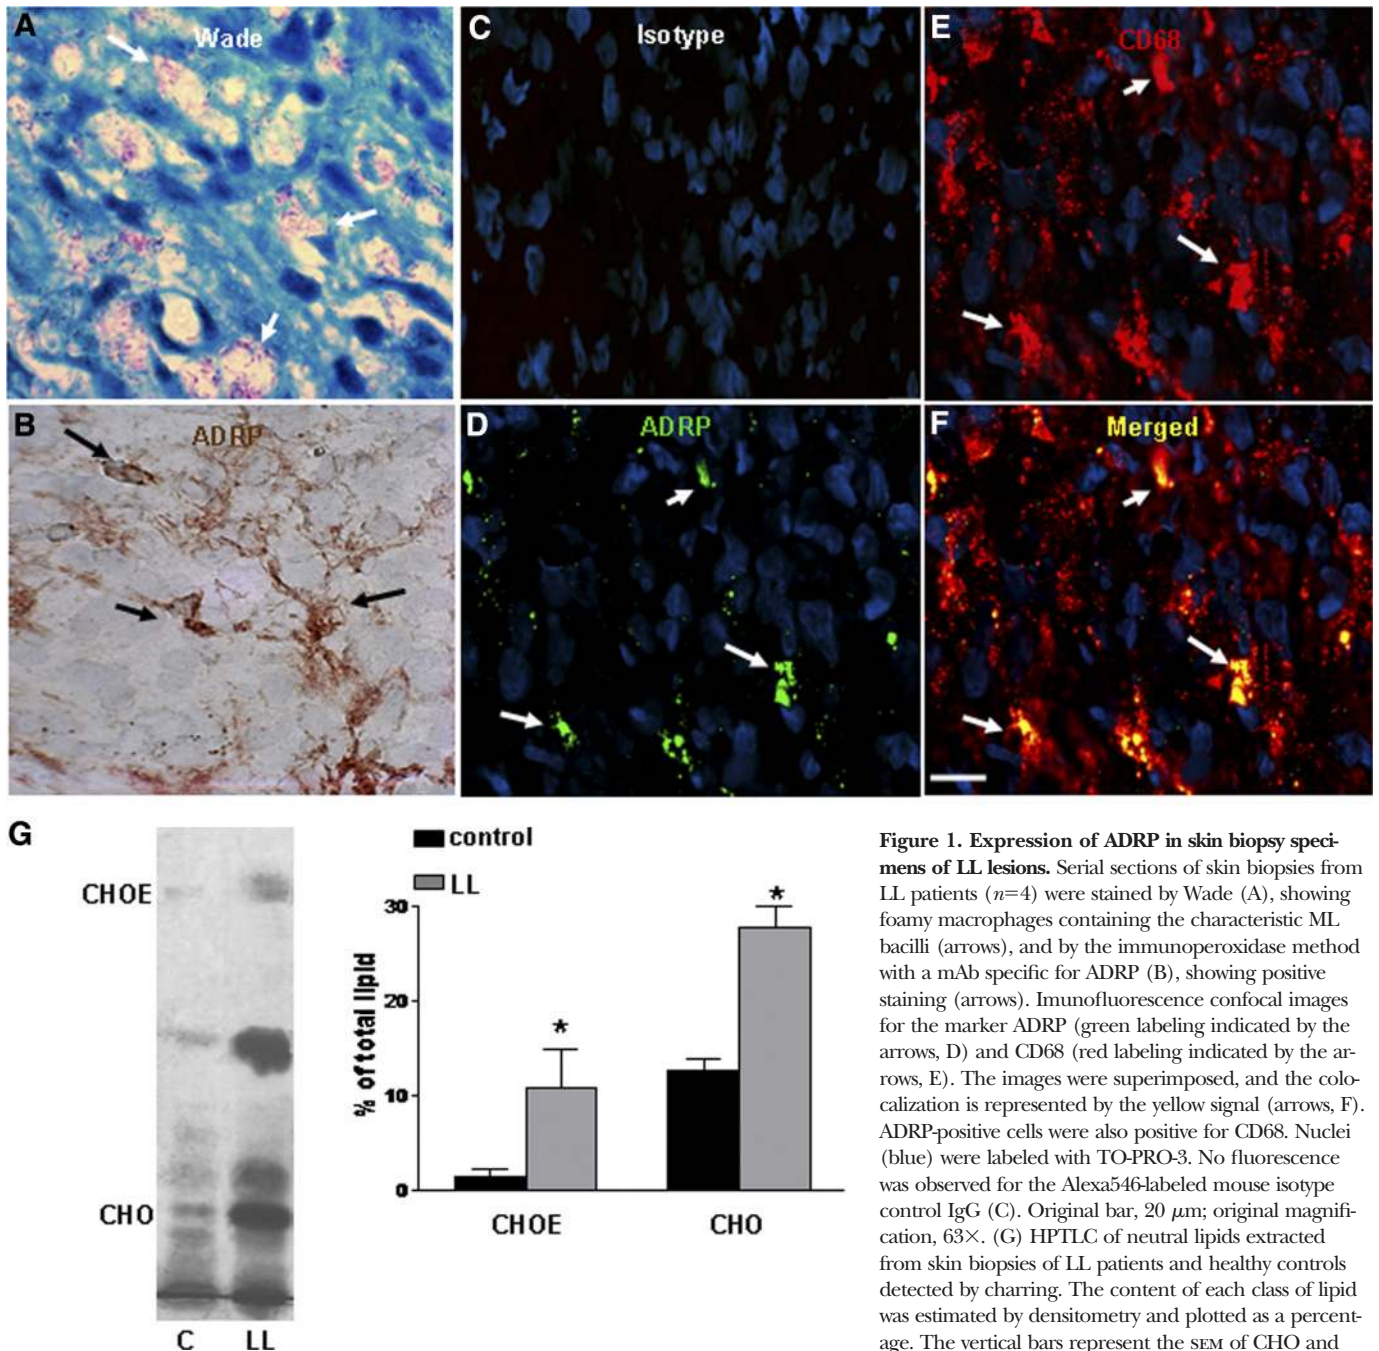 A
Wade
B
ADRP
C
Isotype
D
ADRP
E
CD68
F
Merged
G
CHOE
CHO
C LL
control
LL
% of total lipid
30
20
10
0
*
*
CHOE CHO
Figure 1. Expression of ADRP in skin biopsy speci-
mens of LL lesions. Serial sections of skin biopsies from
LL patients (n=4) were stained by Wade (A), showing
foamy macrophages containing the characteristic ML
bacilli (arrows), and by the immunoperoxidase method
with a mAb specific for ADRP (B), showing positive
staining (arrows). Imunofluorescence confocal images
for the marker ADRP (green labeling indicated by the
arrows, D) and CD68 (red labeling indicated by the ar-
rows, E). The images were superimposed, and the colo-
calization is represented by the yellow signal (arrows, F).
ADRP-positive cells were also positive for CD68. Nuclei
(blue) were labeled with TO-PRO-3. No fluorescence
was observed for the Alexa546-labeled mouse isotype
control IgG (C). Original bar, 20 μm; original magnifi-
cation, 63×. (G) HPTLC of neutral lipids extracted
from skin biopsies of LL patients and healthy controls
detected by charring. The content of each class of lipid
was estimated by densitometry and plotted as a percent-
age. The vertical bars represent the SEM of CHO and